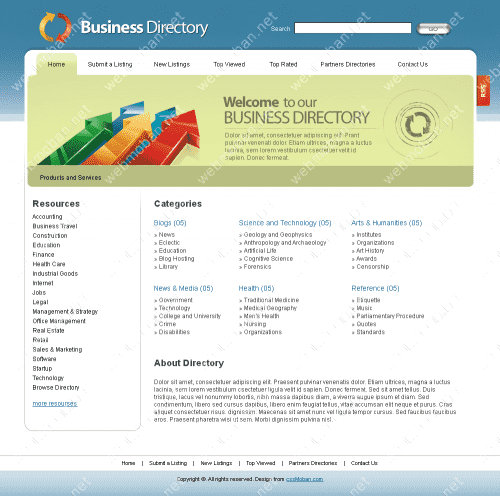 Business Directory
Search
GO
Home Submit a Listing New Listings Top Viewed Top Rated Partners Directories Contact Us
RSS
Welcome to our
BUSINESS DIRECTORY
Dolor sit amet, consectetuer adipiscing elit. Prant
pulvinar venenati dolor. Etiam ultrices, magna a luctus
lacinia, sem lorem vestibulum csectetuer velit id
sapien. Donec fermeat.
Products and Services
Resources
Accounting
Business Travel
Construction
Education
Finance
Health Care
Industrial Goods
Internet
Jobs
Legal
Management & Strategy
Office Management
Real Estate
Retail
Sales & Marketing
Software
Startup
Technology
Browse Directory
more resourses
Categories
Blogs (05)
» News
» Eclectic
» Education
» Blog Hosting
» Library
Science and Technology (05)
» Geology and Geophysics
» Anthropology and Archaeology
» Artificial Life
» Cognitive Science
» Forensics
Arts & Humanities (05)
» Institutes
» Organizations
» Art History
» Awards
» Censorship
News & Media (05)
» Government
» Technology
» College and University
» Crime
» Disabilities
Health (05)
» Traditional Medicine
» Medical Geography
» Men's Health
» Nursing
» Organizations
Reference (05)
» Etiquette
» Music
» Parliamentary Procedure
» Quotes
» Standards
About Directory
Dolor sit amet, consectetuer adipiscing elit. Praesent pulvinar venenatis dolor. Etiam ultrices, magna a luctus
lacinia, sem lorem vestibulum csectetuer ligula velit id sapien. Donec fermeet. Sed sit amet tellus. Duis
tristique, lacus vel nonummy lobortis, nibh massa dapibus diam, a viverra augue ipsum et diam. Sed
condimentum, libero sed cursus dapibus, libero enim feugiat tellus, vitae accumsan elit neque et purus. Cras
aliquet consectetuer risus. dignissim. Maecenas sit amet nunc vel ligula tempor cursus. Sed faucibus faucibus
eros. Praesent pharetra wisi ut sem. Morbi dignissim pulvina nisl.
Home | Submit a Listing | New Listings | Top Viewed | Partners Directories | Contact Us
Copyright ©. All rights reserved. Design from cssMoban.com